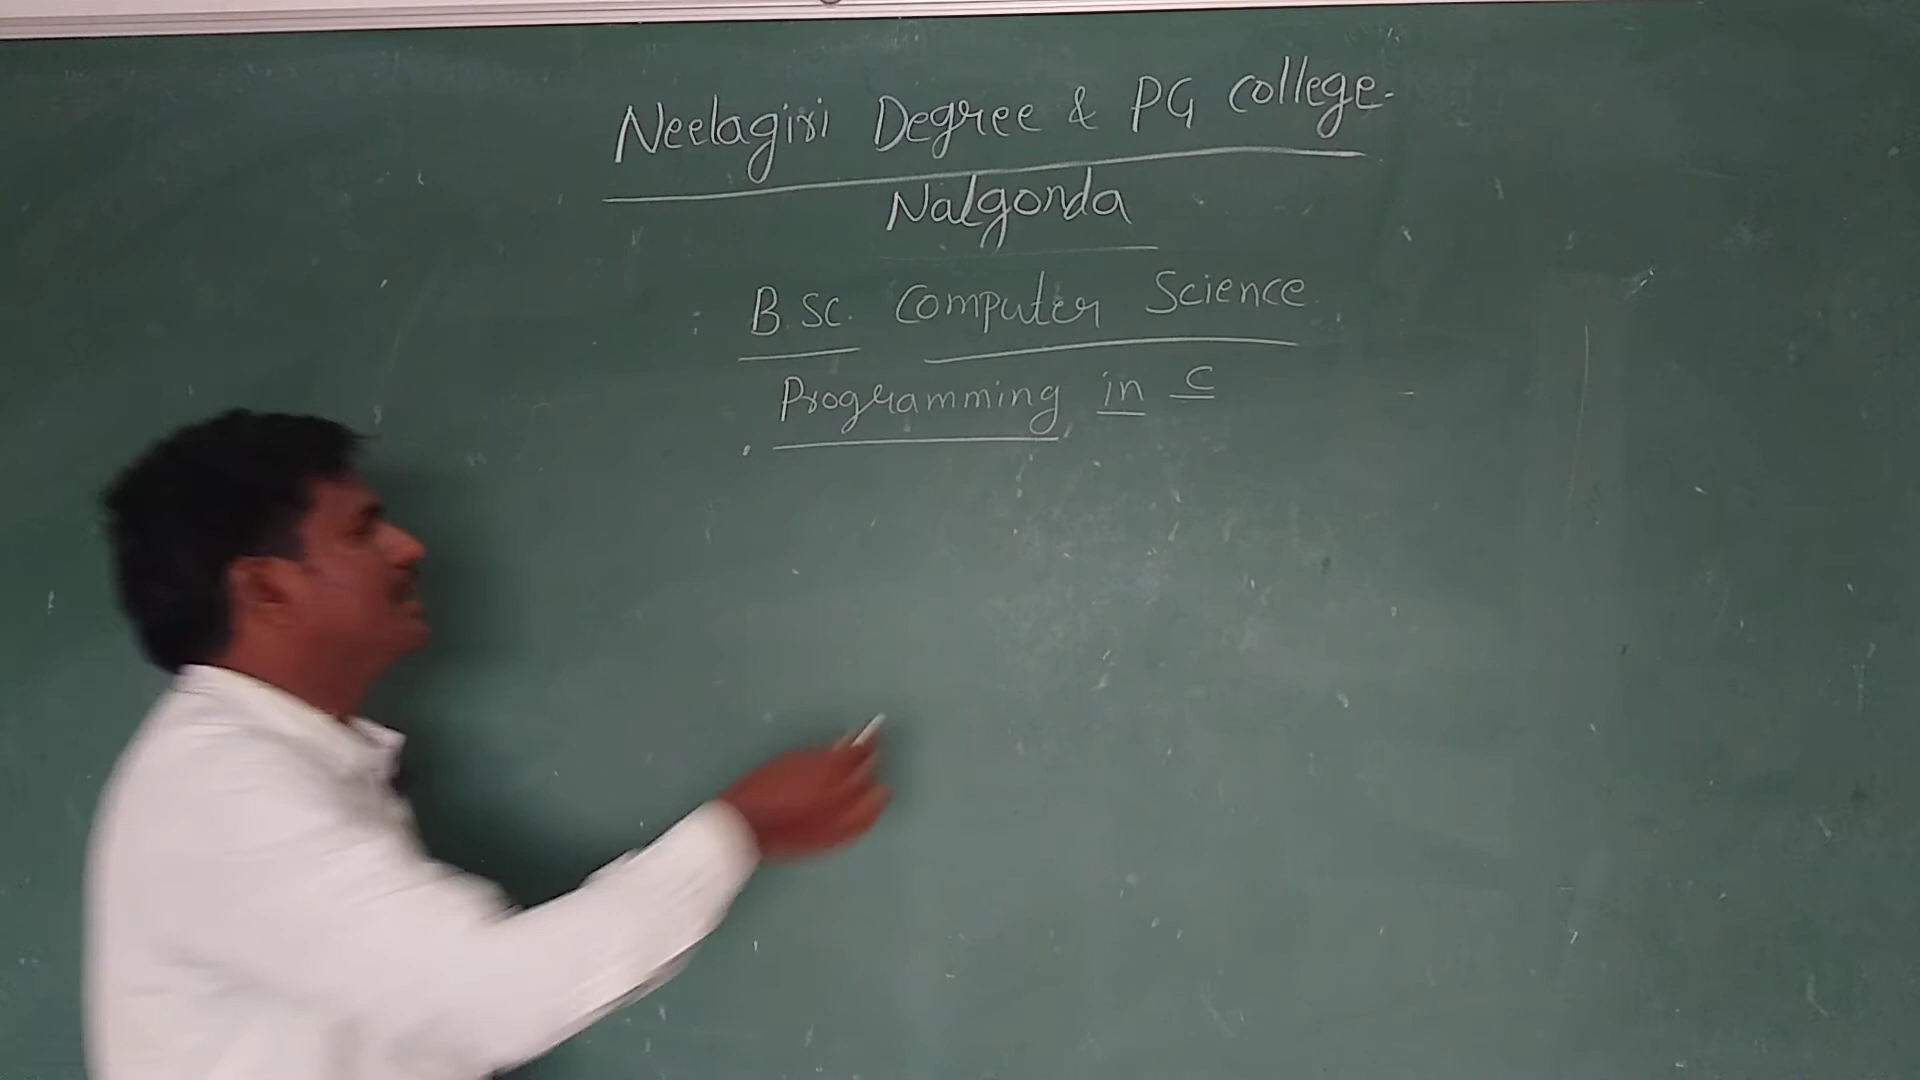 Neelagiri Degree & PG College-
Nalgonda
B.Sc. Computer Science
Programming in C